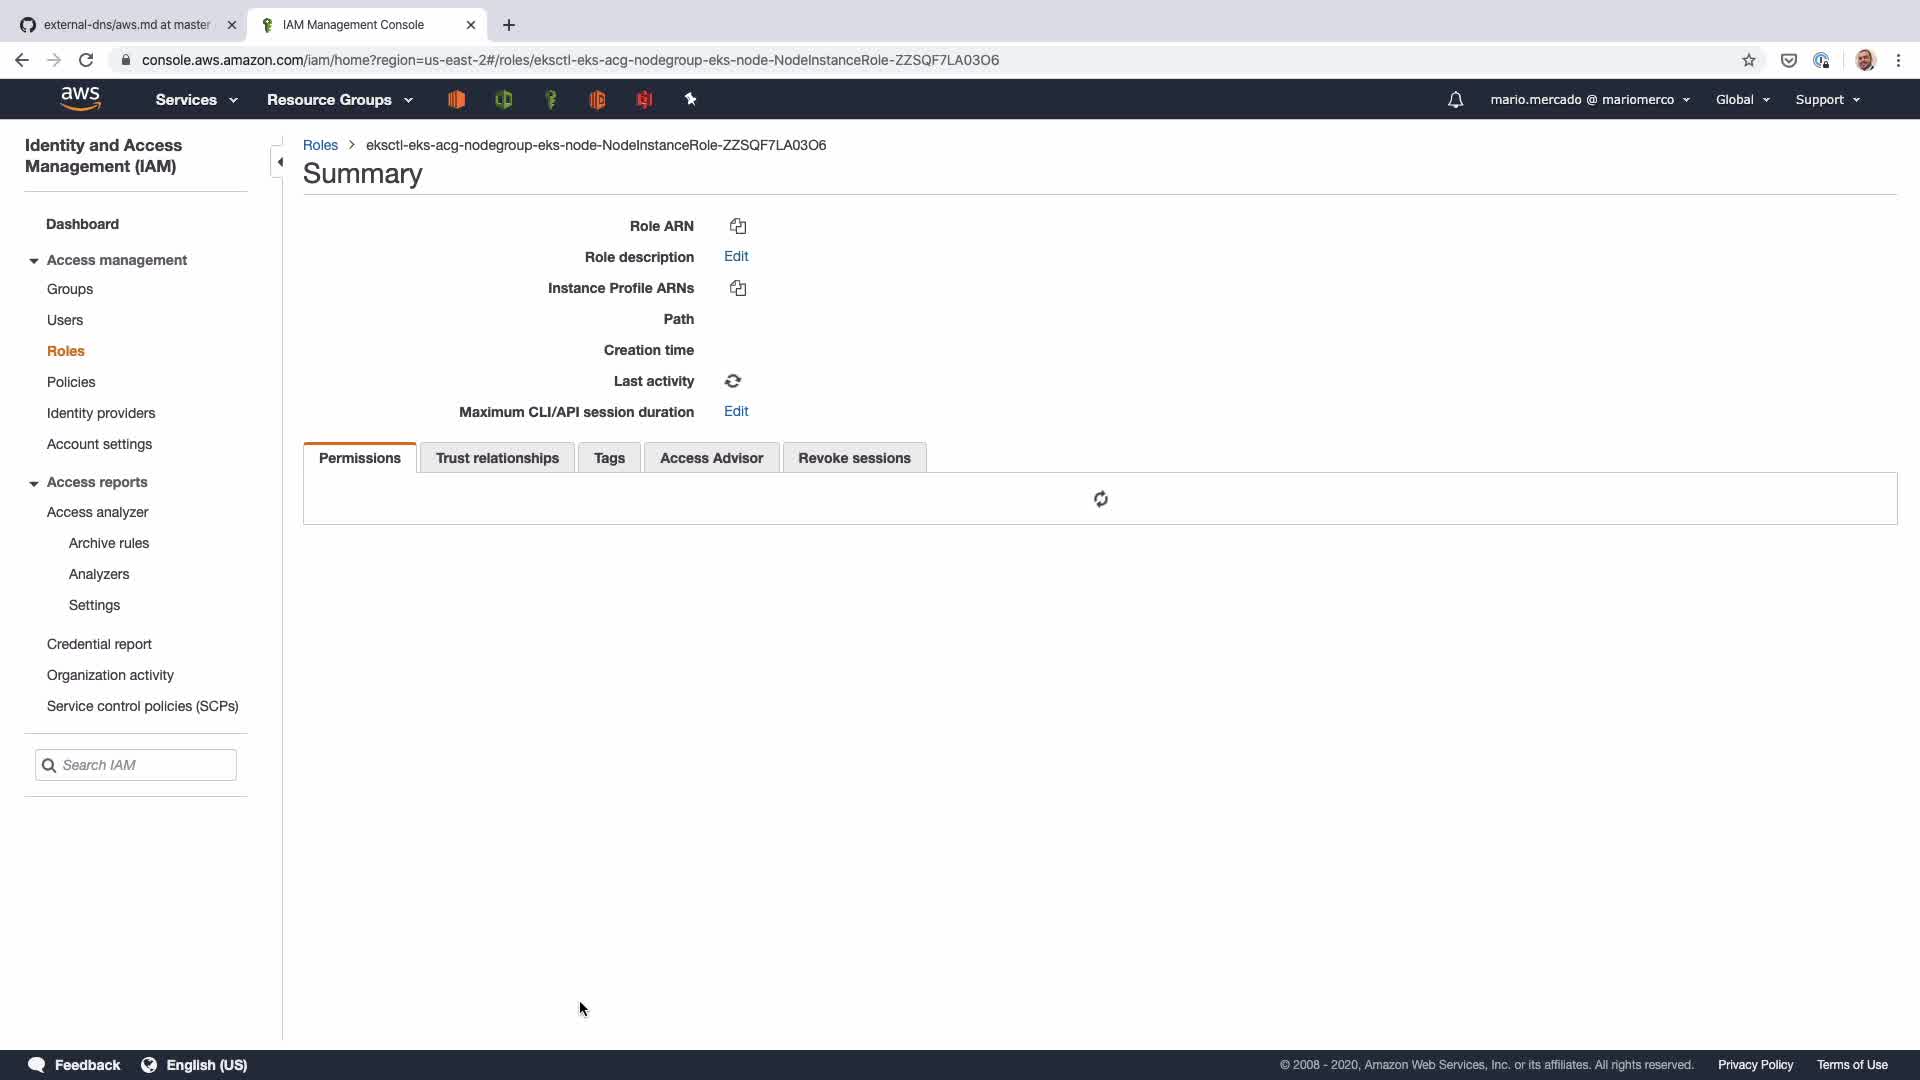 external-dns/aws.md at master
IAM Management Console
console.aws.amazon.com/iam/home?region=us-east-2#/roles/eksctl-eks-acg-nodegroup-eks-node-NodeInstanceRole-ZZSQF7LA03O6
aws
Services
Resource Groups
mario.mercado @ mariomerco
Global
Support
Identity and Access
Management (IAM)
Dashboard
Access management
Groups
Users
Roles
Policies
Identity providers
Account settings
Access reports
Access analyzer
Archive rules
Analyzers
Settings
Credential report
Organization activity
Service control policies (SCPs)
Search IAM
Roles > eksctl-eks-acg-nodegroup-eks-node-NodeInstanceRole-ZZSQF7LA03O6
Summary
Role ARN
Role description Edit
Instance Profile ARNs
Path
Creation time
Last activity
Maximum CLI/API session duration Edit
Permissions
Trust relationships
Tags
Access Advisor
Revoke sessions
Feedback
English (US)
© 2008 - 2020, Amazon Web Services, Inc. or its affiliates. All rights reserved.
Privacy Policy
Terms of Use